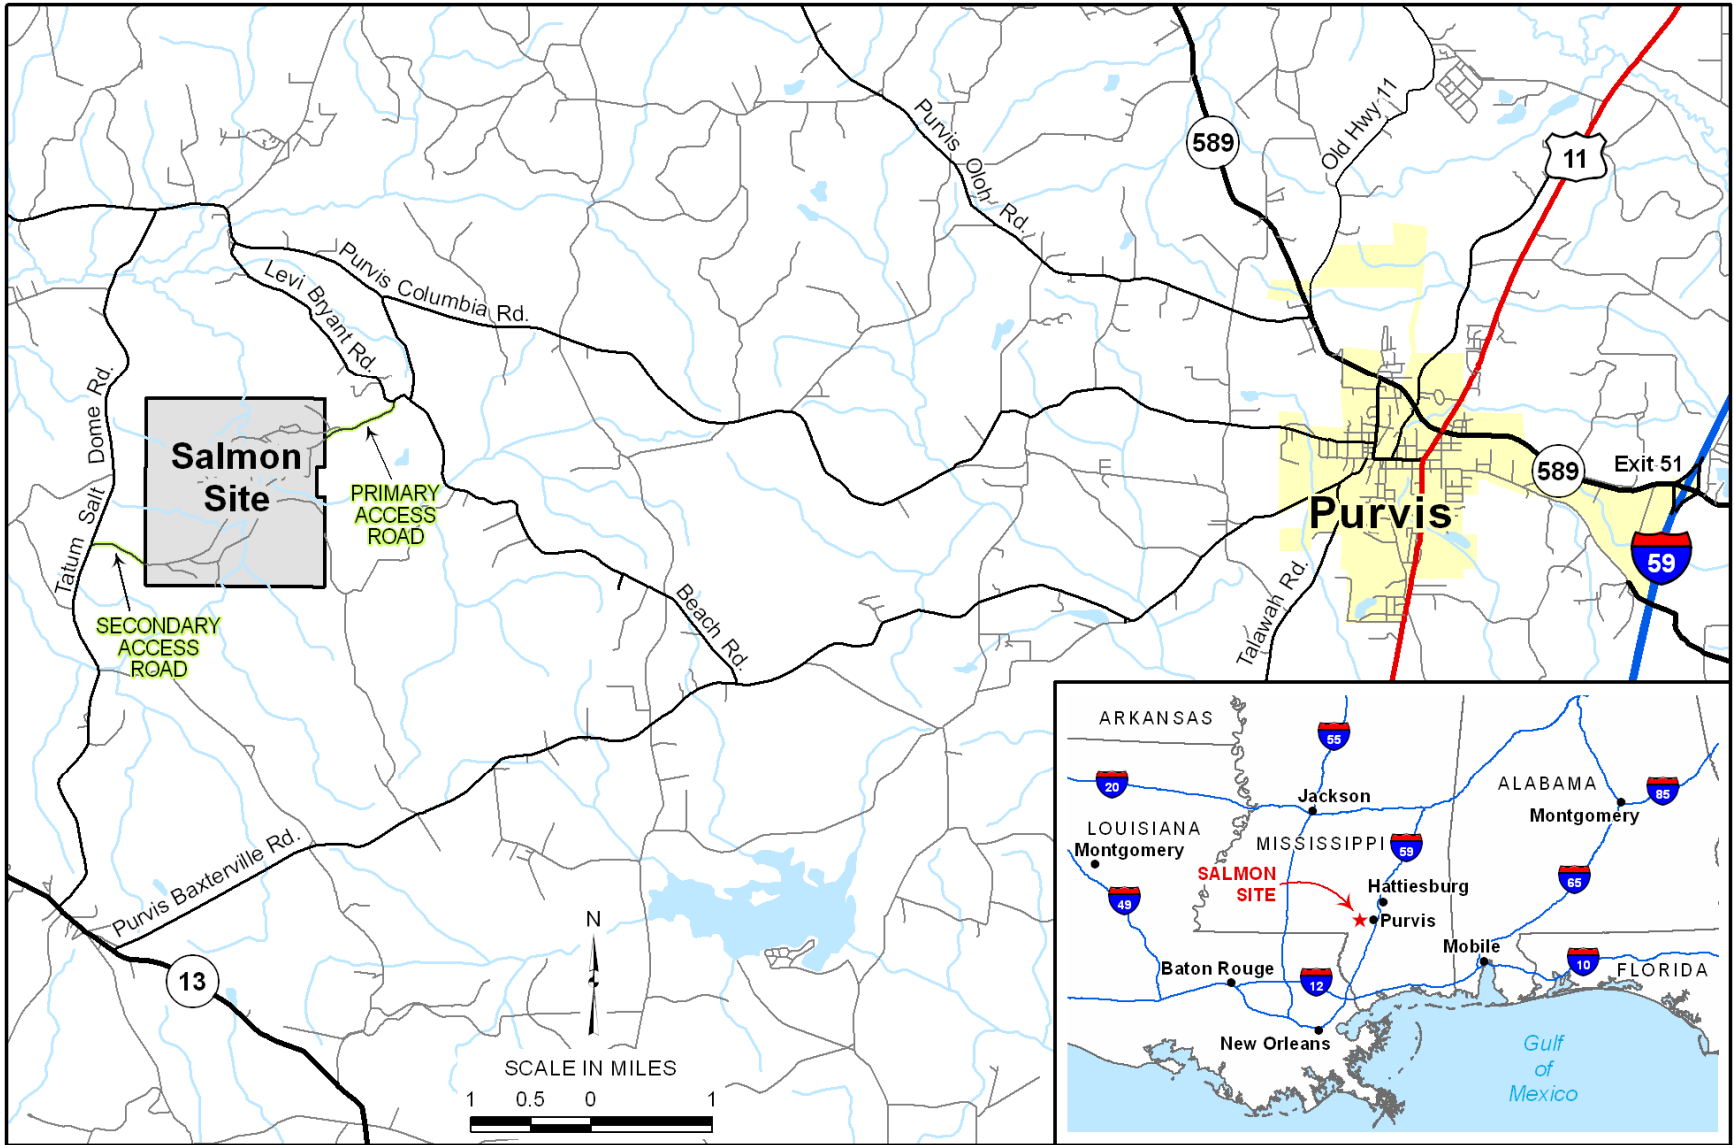 589
11
Old Hwy 11
Purvis Oloh Rd.
Purvis Columbia Rd.
Levi Bryant Rd.
Tatum Salt Dome Rd.
Salmon
Site
PRIMARY
ACCESS
ROAD
SECONDARY
ACCESS
ROAD
Beach Rd.
Purvis
589
Exit 51
59
Talawah Rd.
Purvis Baxterville Rd.
13
N
SCALE IN MILES
1 0.5 0 1
ARKANSAS
55
20
Jackson
ALABAMA
85
Montgomery
LOUISIANA
Montgomery
MISSISSIPPI
59
SALMON
SITE
Hattiesburg
65
49
Purvis
Mobile
Baton Rouge
12
10
FLORIDA
New Orleans
Gulf
of
Mexico